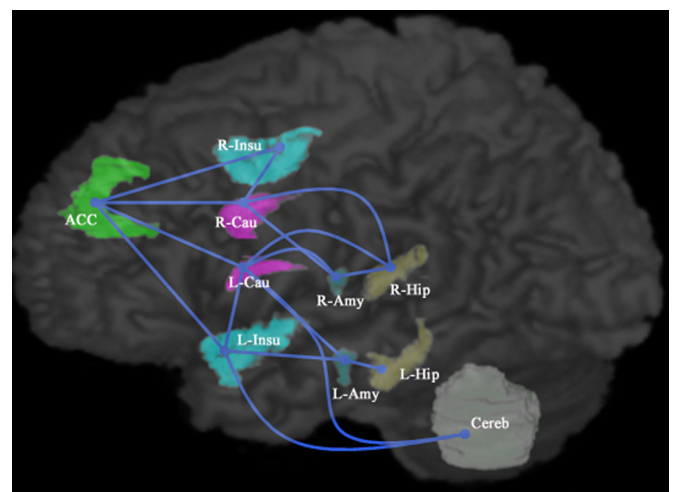 R-Insu
ACC
R-Cau
L-Cau
R-Amy
R-Hip
L-Insu
L-Hip
L-Amy
Cereb